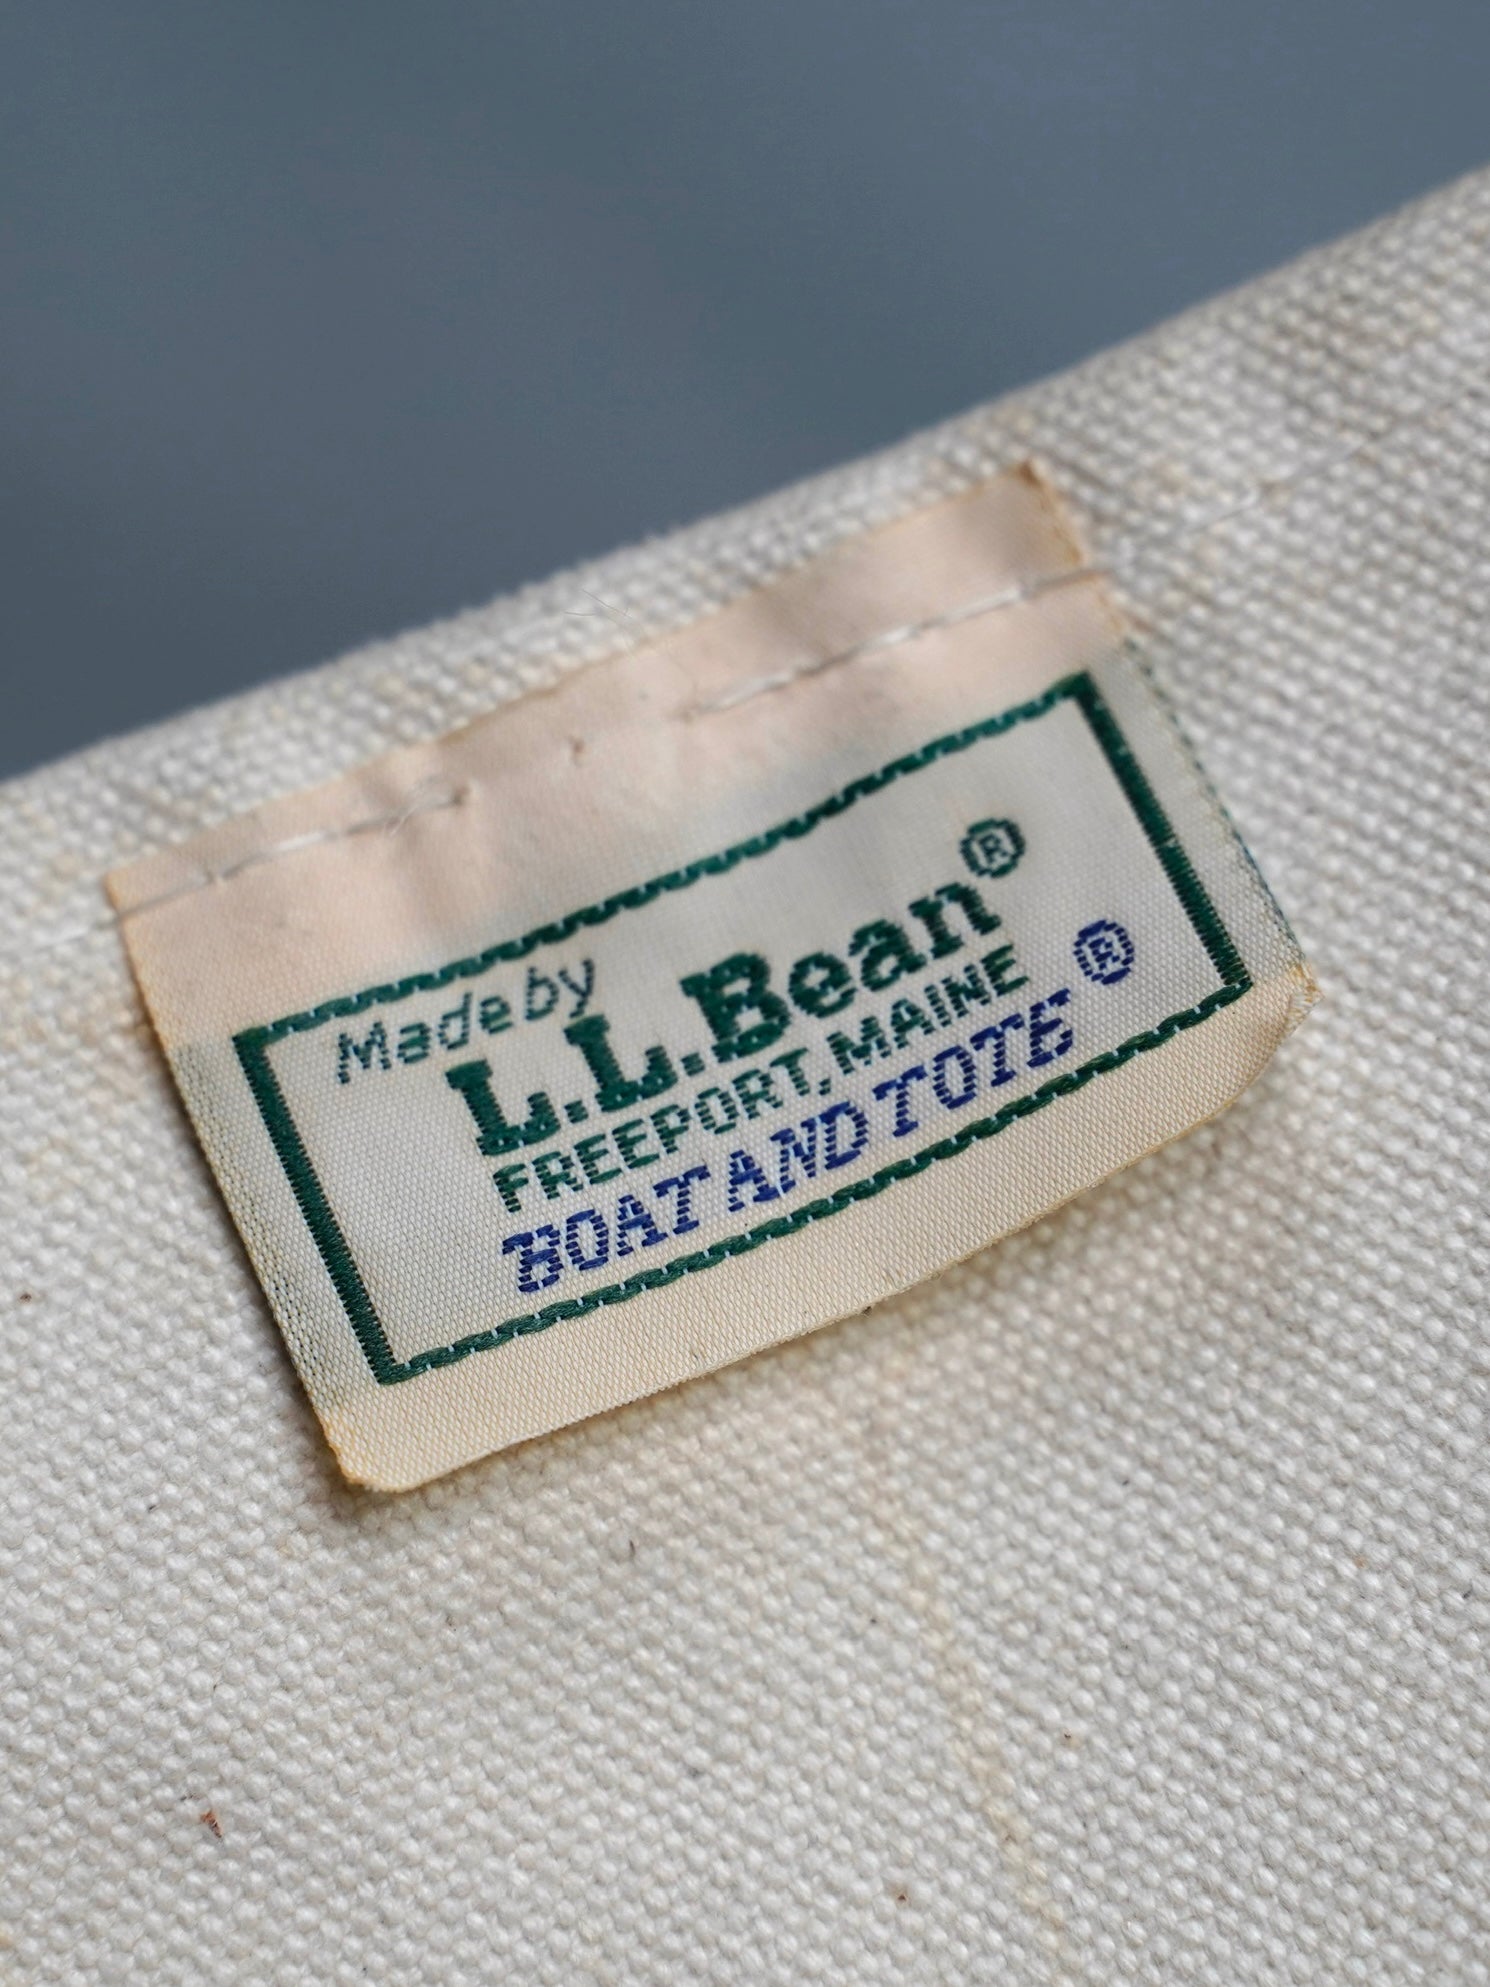 Made by
L.L.Bean®
FREEPORT, MAINE
BOAT AND TOTE ®